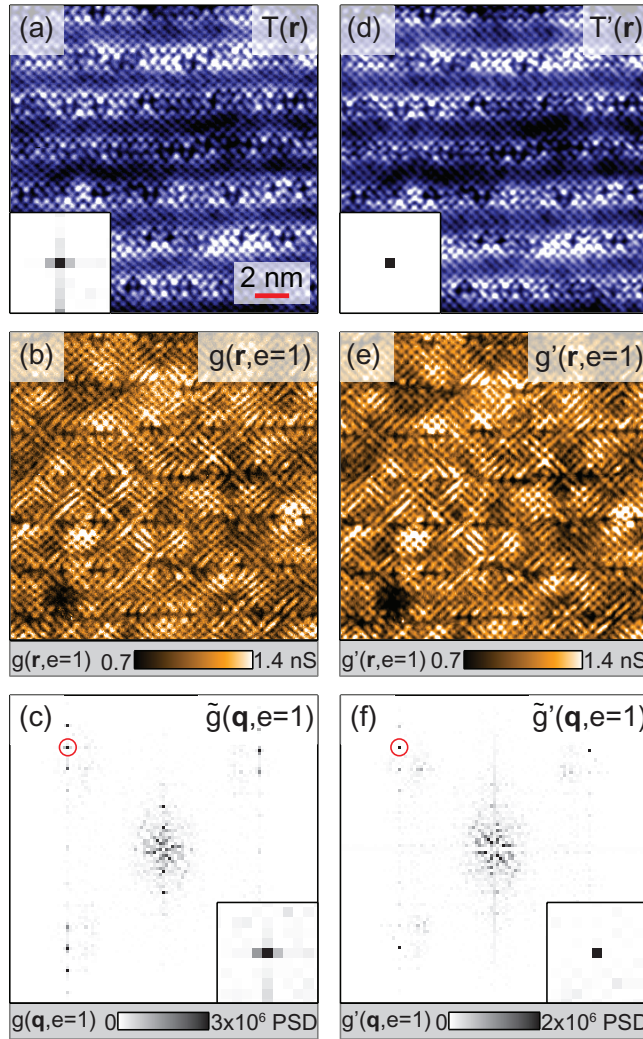 (a) T(r)
(d) T'(r)
2 nm
(b) g(r,e=1)
(e) g'(r,e=1)
g(r,e=1) 0.7 1.4 nS
g'(r,e=1) 0.7 1.4 nS
(c) g̃(q,e=1)
(f) g̃'(q,e=1)
g(q,e=1) 0 3x10⁶ PSD
g'(q,e=1) 0 2x10⁶ PSD